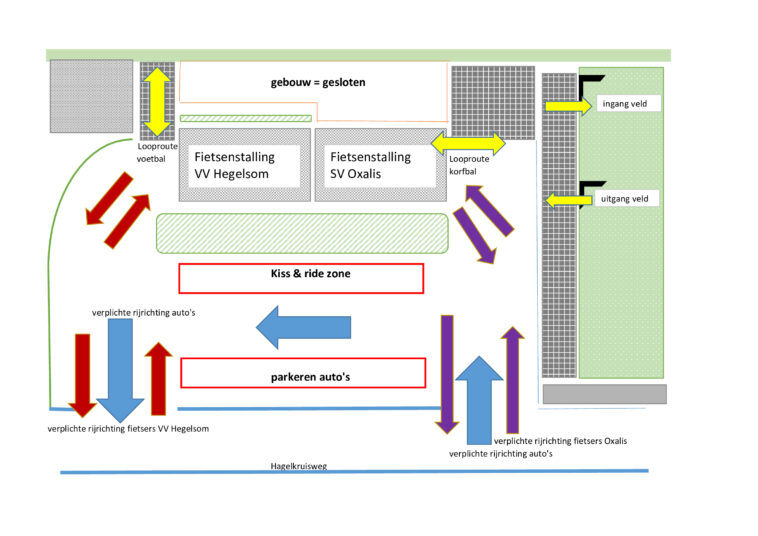 gebouw = gesloten
ingang veld
Looproute
voetbal
Fietsenstalling
VV Hegelsom
Fietsenstalling
SV Oxalis
Looproute
korfbal
uitgang veld
Kiss & ride zone
verplichte rijrichting auto's
parkeren auto's
verplichte rijrichting fietsers VV Hegelsom
verplichte rijrichting fietsers Oxalis
verplichte rijrichting auto's
Hagelkruisweg